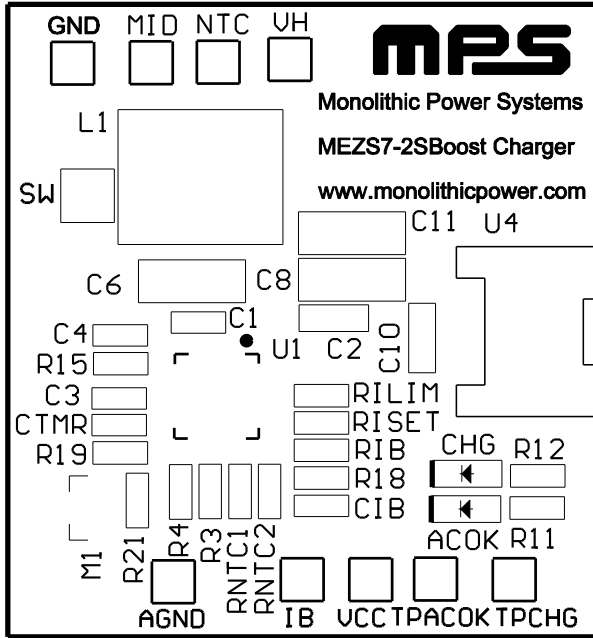 GND MID NTC VH
mps
Monolithic Power Systems
L1
MEZS7-2SBoost Charger
SW
www.monolithicpower.com
C11 U4
C6 C8
C1
C4 U1 C2 C10
R15
C3 RILIM
CTMR RISET
R19 RIB
CHG R12
R18
CIB
M1 R21 R4 R3 RNTC1 RNTC2
ACOK R11
AGND IB VCC TPACOK TPCHG